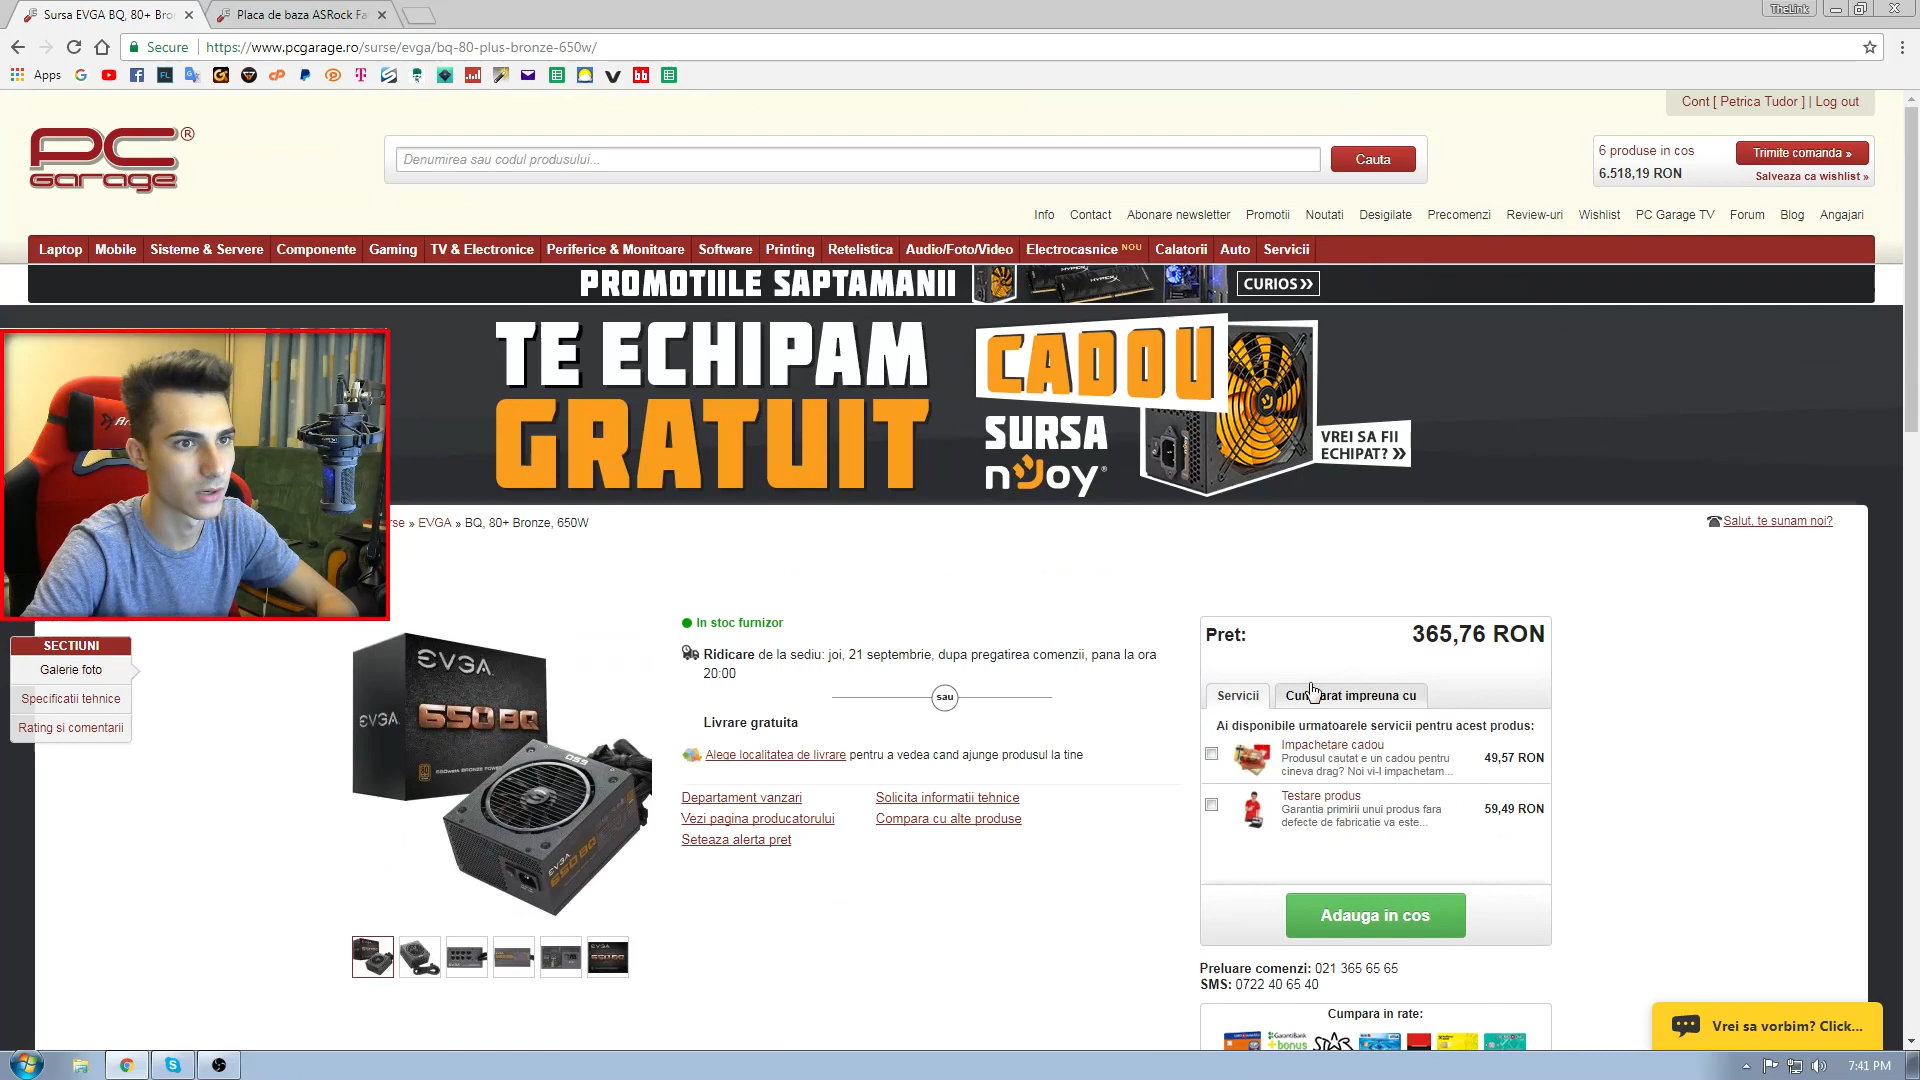 Sursa EVGA BQ, 80+ Bro
Placa de baza ASRock Fa
TheLink
Secure
https://www.pcgarage.ro/surse/evga/bq-80-plus-bronze-650w/
Apps
Cont [ Petrica Tudor ] | Log out
PC Garage ®
Denumirea sau codul produsului...
Cauta
6 produse in cos
6.518,19 RON
Trimite comanda »
Salveaza ca wishlist »
Info Contact Abonare newsletter Promotii Noutati Desigilate Precomenzi Review-uri Wishlist PC Garage TV Forum Blog Angajari
Laptop Mobile Sisteme & Servere Componente Gaming TV & Electronice Periferice & Monitoare Software Printing Retelistica Audio/Foto/Video Electrocasnice NOU Calatorii Auto Servicii
PROMOTIILE SAPTAMANII
CURIOS»
TE ECHIPAM
GRATUIT
CADOU
SURSA
nJoy
VREI SA FII
ECHIPAT? »
rse » EVGA » BQ, 80+ Bronze, 650W
Salut, te sunam noi?
SECTIUNI
Galerie foto
Specificatii tehnice
Rating si comentarii
EVGA
EVGA 650 BQ
650
EVGA
650 BQ
In stoc furnizor
Ridicare de la sediu: joi, 21 septembrie, dupa pregatirea comenzii, pana la ora
20:00
sau
Livrare gratuita
Alege localitatea de livrare pentru a vedea cand ajunge produsul la tine
Departament vanzari
Solicita informatii tehnice
Vezi pagina producatorului
Compara cu alte produse
Seteaza alerta pret
Pret: 365,76 RON
Servicii
impreuna cu
Ai disponibile urmatoarele servicii pentru acest produs:
Impachetare cadou
Produsul cautat e un cadou pentru
cineva drag? Noi vi-l impachetam...
49,57 RON
Testare produs
Garantia primirii unui produs fara
defecte de fabricatie va este...
59,49 RON
Adauga in cos
Preluare comenzi: 021 365 65 65
SMS: 0722 40 65 40
Cumpara in rate:
Vrei sa vorbim? Click...
7:41 PM